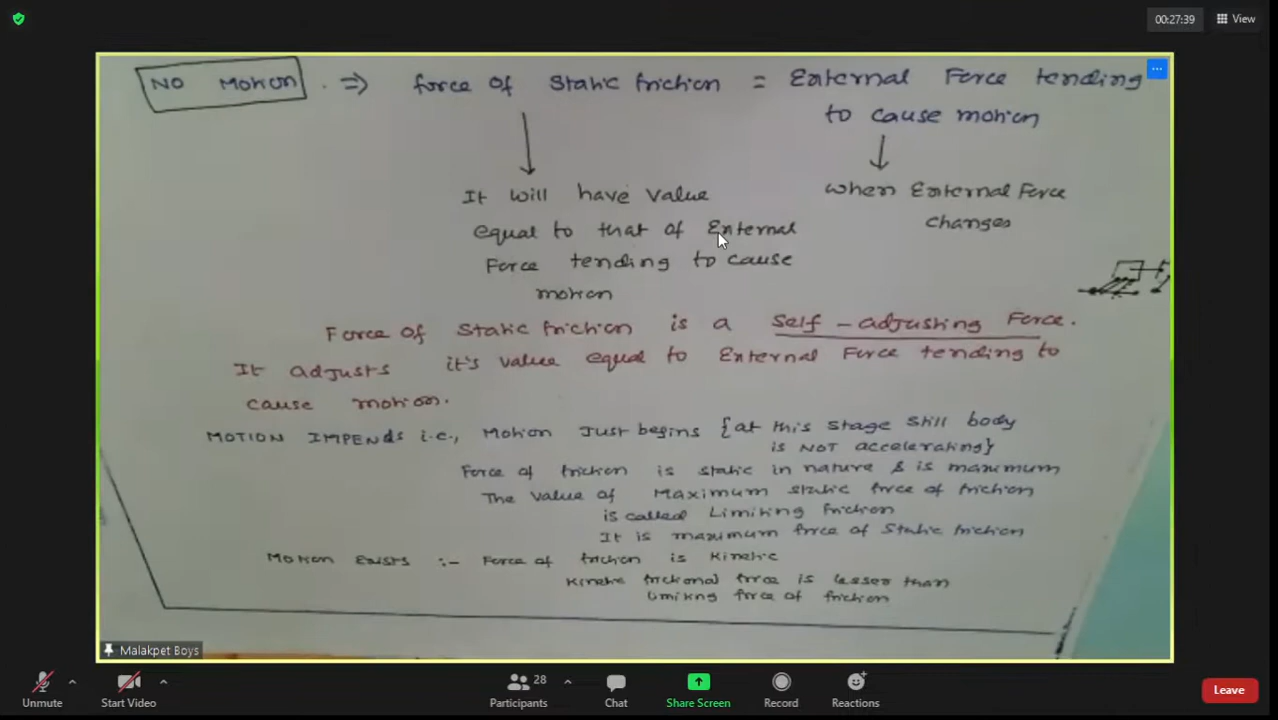 00:27:39
View
NO Motion ⇒ force of Static friction = External Force tending
to cause motion
It will have value
when External Force
equal to that of External
changes
Force tending to cause
motion
Force of Static friction is a Self - adjusting Force.
It adjusts it's value equal to External Force tending to
cause motion.
MOTION IMPENDS i.e., Motion Just begins {at this stage still body
is NOT accelerating}
Force of friction is static in nature & is maximum
The value of Maximum static force of friction
is called Limiting friction
It is maximum force of Static friction
Motion Exists :- Force of friction is Kinetic
Kinetic frictional force is lesser than
limiting force of friction
Malakpet Boys
28
Unmute
Start Video
Participants
Chat
Share Screen
Record
Reactions
Leave